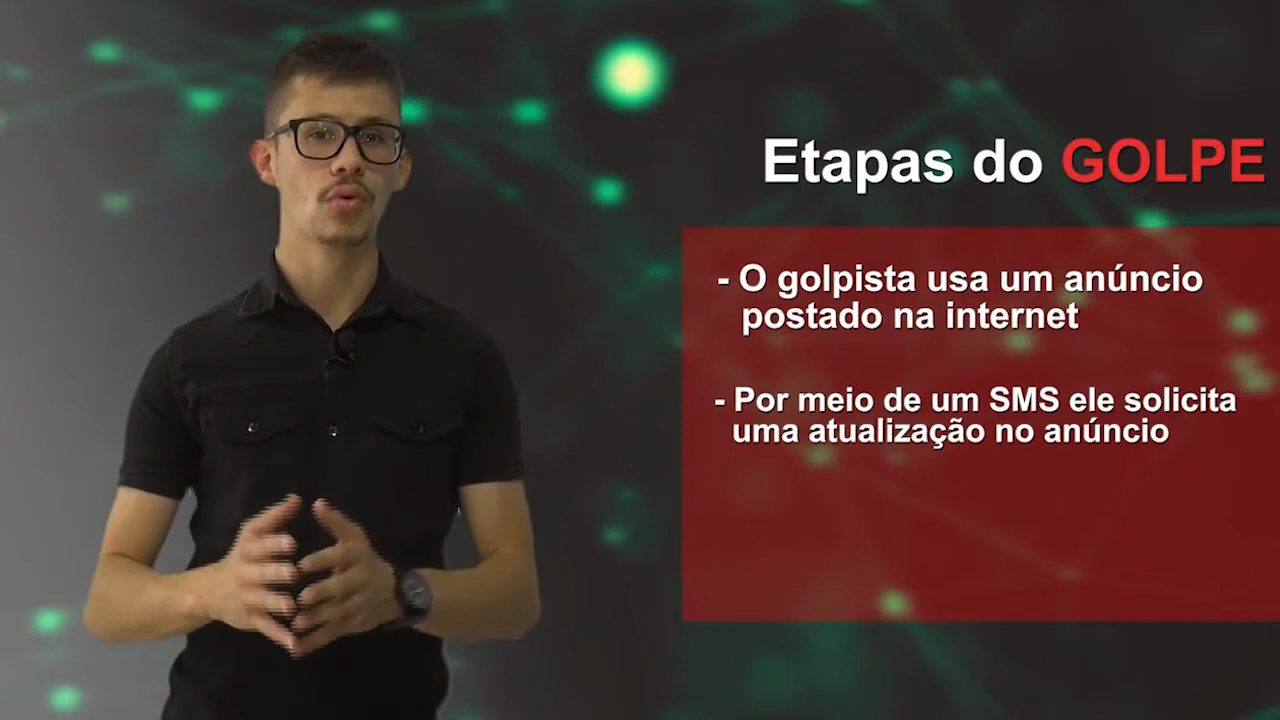 Etapas do GOLPE
- O golpista usa um anúncio
postado na internet
- Por meio de um SMS ele solicita
uma atualização no anúncio